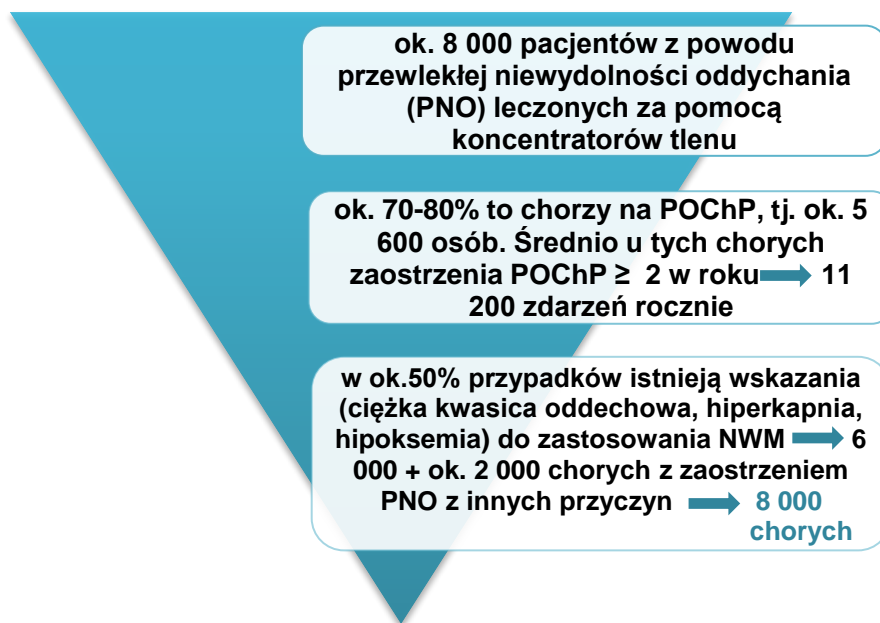 ok. 8 000 pacjentów z powodu
przewlekłej niewydolności oddychania
(PNO) leczonych za pomocą
koncentratorów tlenu
ok. 70-80% to chorzy na POChP, tj. ok. 5
600 osób. Średnio u tych chorych
zaostrzenia POChP ≥ 2 w roku 11
200 zdarzeń rocznie
w ok.50% przypadków istnieją wskazania
(ciężka kwasica oddechowa, hiperkapnia,
hipoksemia) do zastosowania NWM 6
000 + ok. 2 000 chorych z zaostrzeniem
PNO z innych przyczyn 8 000
chorych